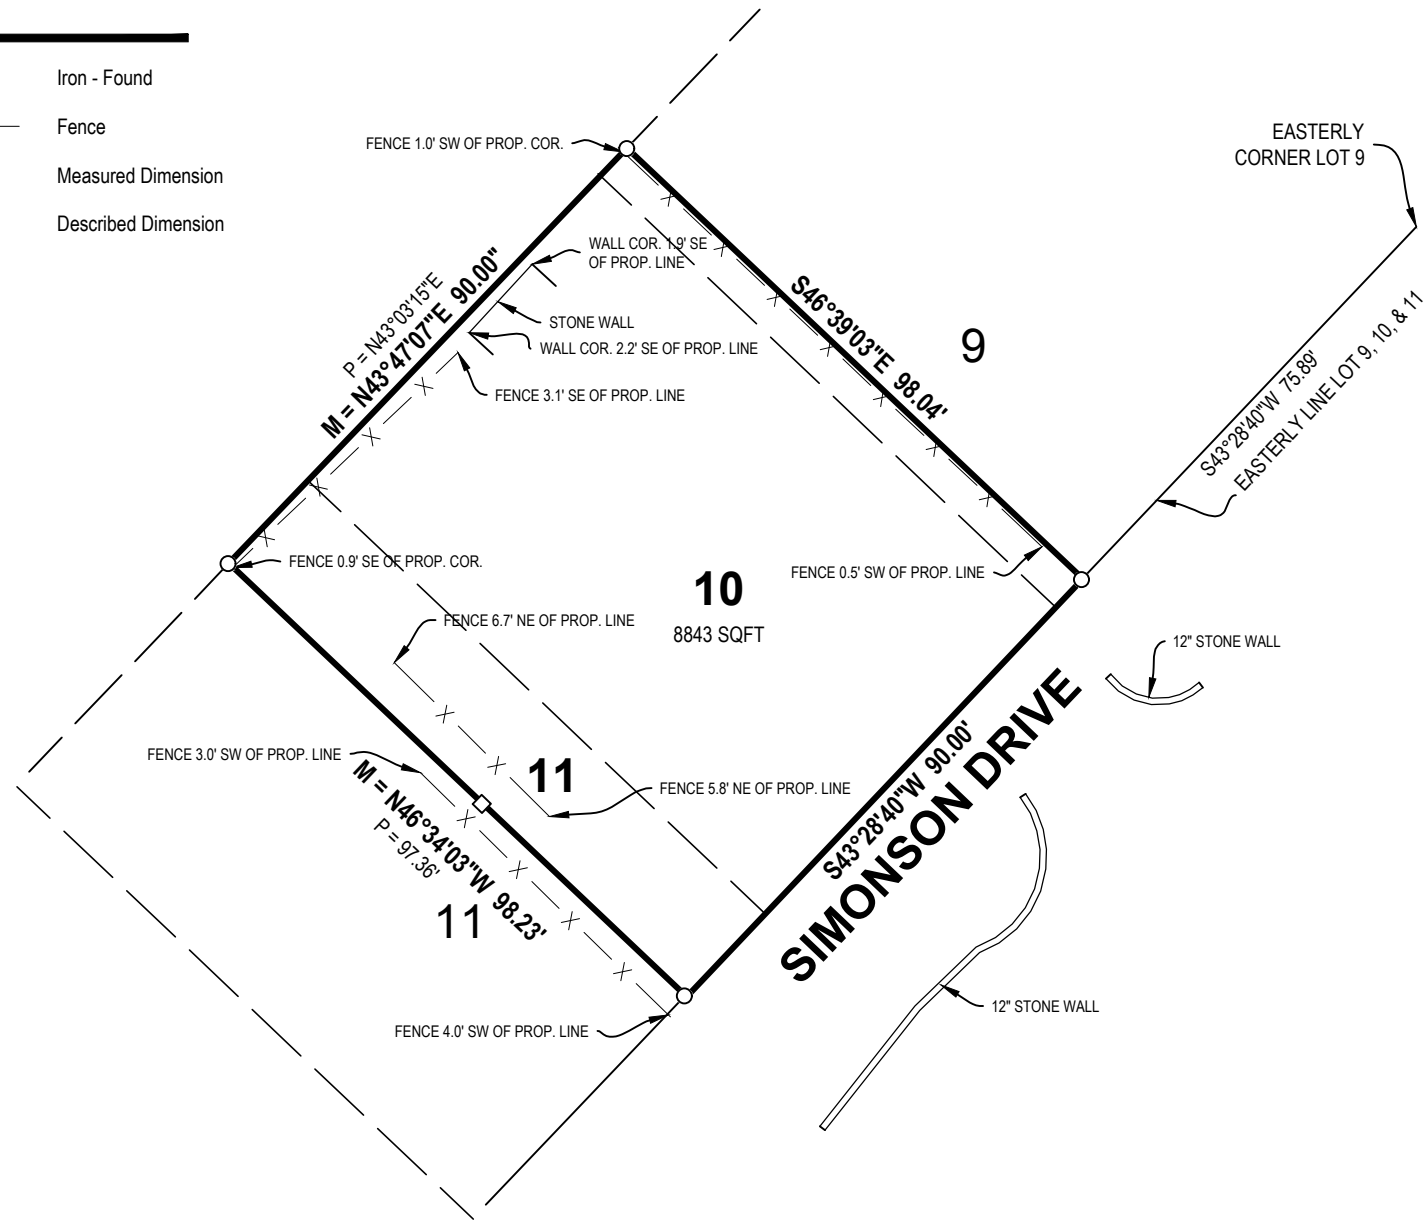 Iron - Found
Fence
Measured Dimension
Described Dimension
FENCE 1.0' SW OF PROP. COR.
EASTERLY
CORNER LOT 9
WALL COR. 1.9' SE
OF PROP. LINE
P = N43°03'15"E
M = N43°47'07"E 90.00"
STONE WALL
WALL COR. 2.2' SE OF PROP. LINE
FENCE 3.1' SE OF PROP. LINE
S46°39'03"E 98.04'
9
S43°28'40"W 75.89'
EASTERLY LINE LOT 9, 10, & 11
FENCE 0.9' SE OF PROP. COR.
10
8843 SQFT
FENCE 0.5' SW OF PROP. LINE
FENCE 6.7' NE OF PROP. LINE
12" STONE WALL
FENCE 3.0' SW OF PROP. LINE
11
FENCE 5.8' NE OF PROP. LINE
M = N46°34'03"W 98.23'
P = 97.36'
S43°28'40"W 90.00'
SIMONSON DRIVE
11
FENCE 4.0' SW OF PROP. LINE
12" STONE WALL